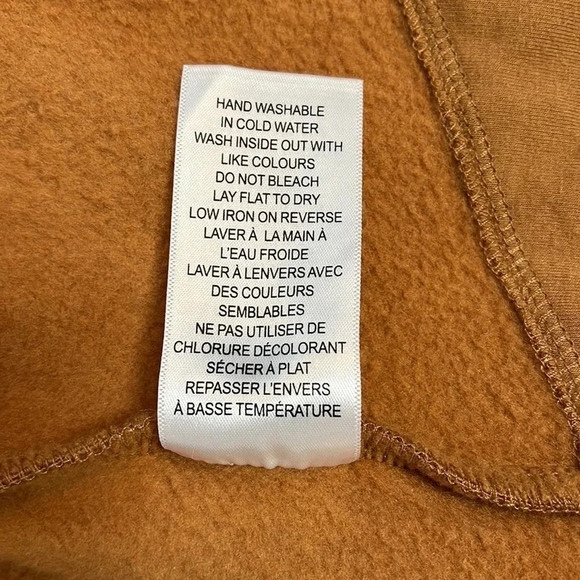 HAND WASHABLE
IN COLD WATER
WASH INSIDE OUT WITH
LIKE COLOURS
DO NOT BLEACH
LAY FLAT TO DRY
LOW IRON ON REVERSE
LAVER À LA MAIN À
L'EAU FROIDE
LAVER À LENVERS AVEC
DES COULEURS
SEMBLABLES
NE PAS UTILISER DE
CHLORURE DÉCOLORANT
SÉCHER À PLAT
REPASSER L'ENVERS
À BASSE TEMPÉRATURE